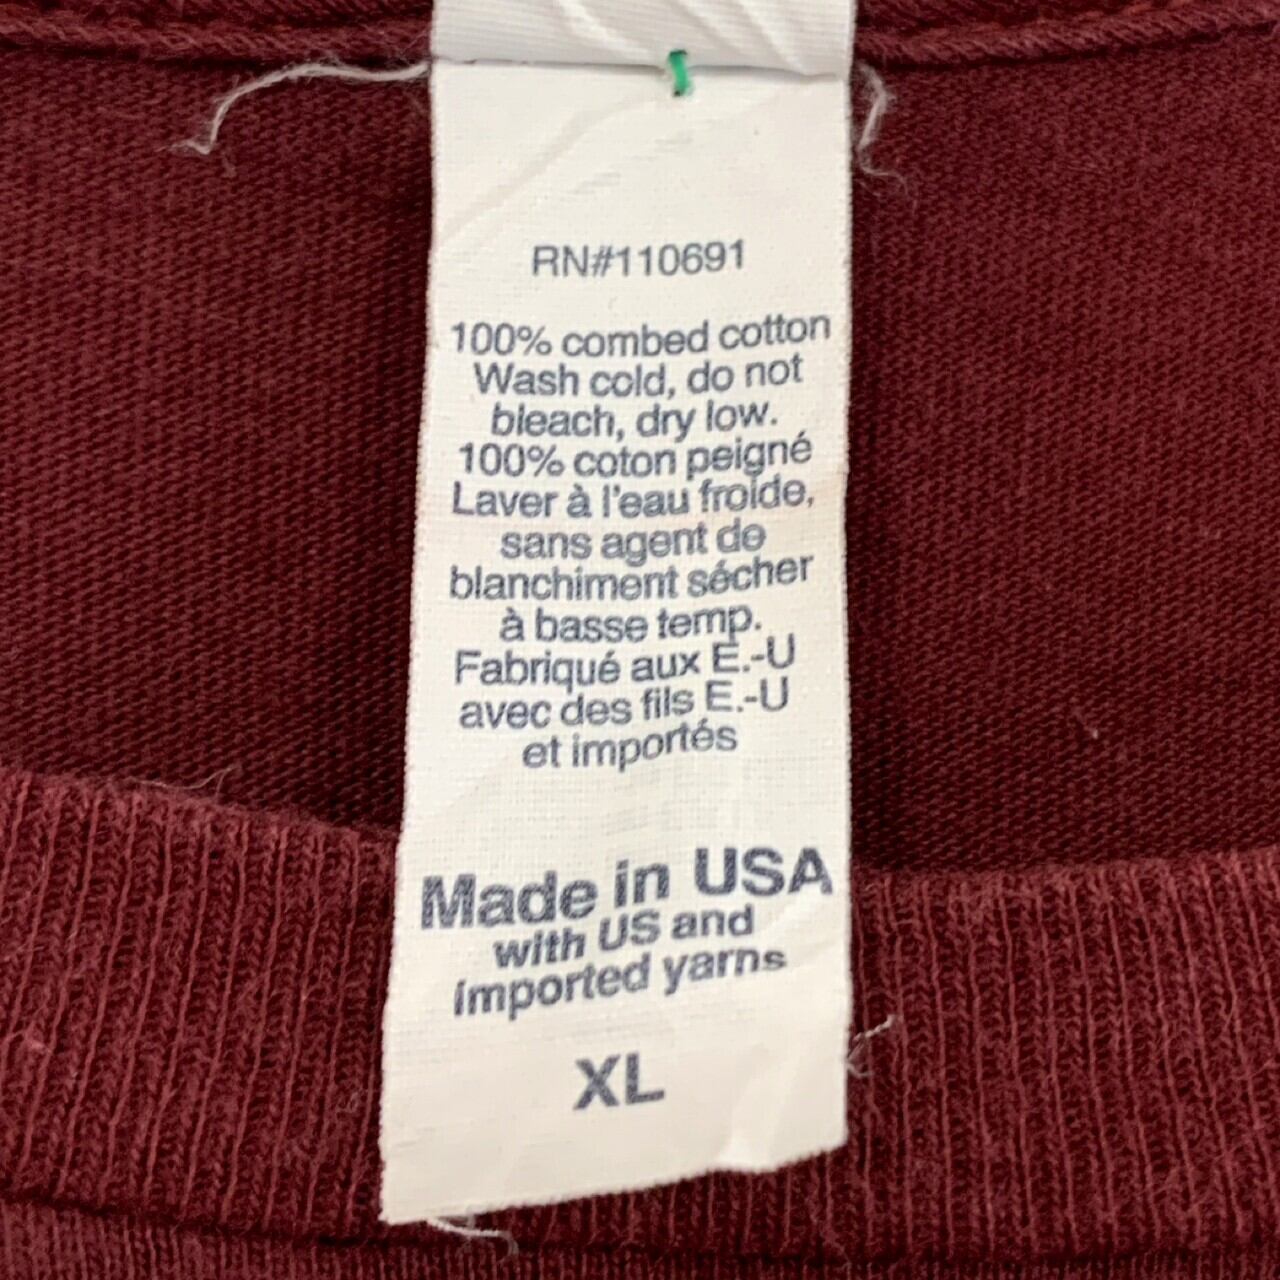 RN#110691
100% combed cotton
Wash cold, do not
bleach, dry low.
100% coton peigné
Laver à l'eau froide,
sans agent de
blanchiment sécher
à basse temp.
Fabriqué aux E.-U
avec des fils E.-U
et importés
Made in USA
with US and
imported yarns
XL